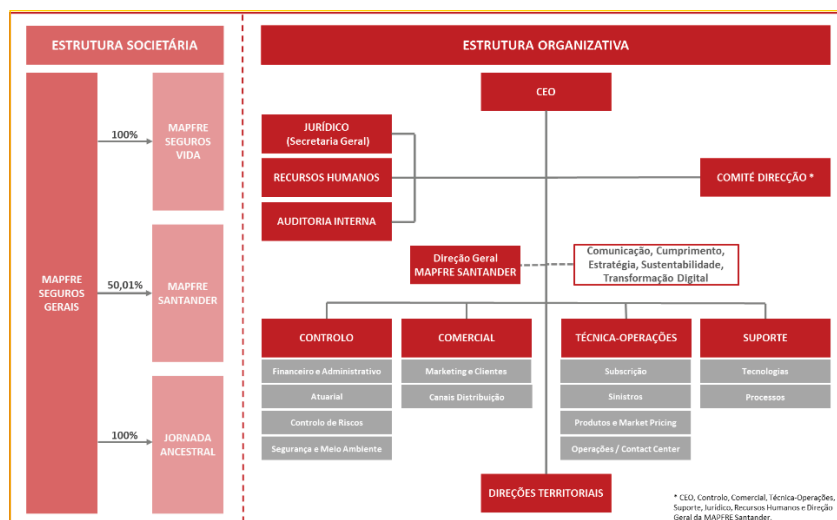 ESTRUTURA SOCIETÁRIA
MAPFRE
SEGUROS
GERAIS
100%
MAPFRE
SEGUROS
VIDA
50,01%
MAPFRE
SANTANDER
100%
JORNADA
ANCESTRAL
ESTRUTURA ORGANIZATIVA
CEO
JURÍDICO
(Secretaria Geral)
RECURSOS HUMANOS
AUDITORIA INTERNA
COMITÉ DIRECÇÃO *
Direção Geral
MAPFRE SANTANDER
Comunicação, Cumprimento,
Estratégia, Sustentabilidade,
Transformação Digital
CONTROLO
Financeiro e Administrativo
Atuarial
Controlo de Riscos
Segurança e Meio Ambiente
COMERCIAL
Marketing e Clientes
Canais Distribuição
TÉCNICA-OPERAÇÕES
Subscrição
Sinistros
Produtos e Market Pricing
Operações / Contact Center
SUPORTE
Tecnologias
Processos
DIREÇÕES TERRITORIAIS
* CEO, Controlo, Comercial, Técnica-Operações,
Suporte, Jurídico, Recursos Humanos e Direção
Geral da MAPFRE Santander.